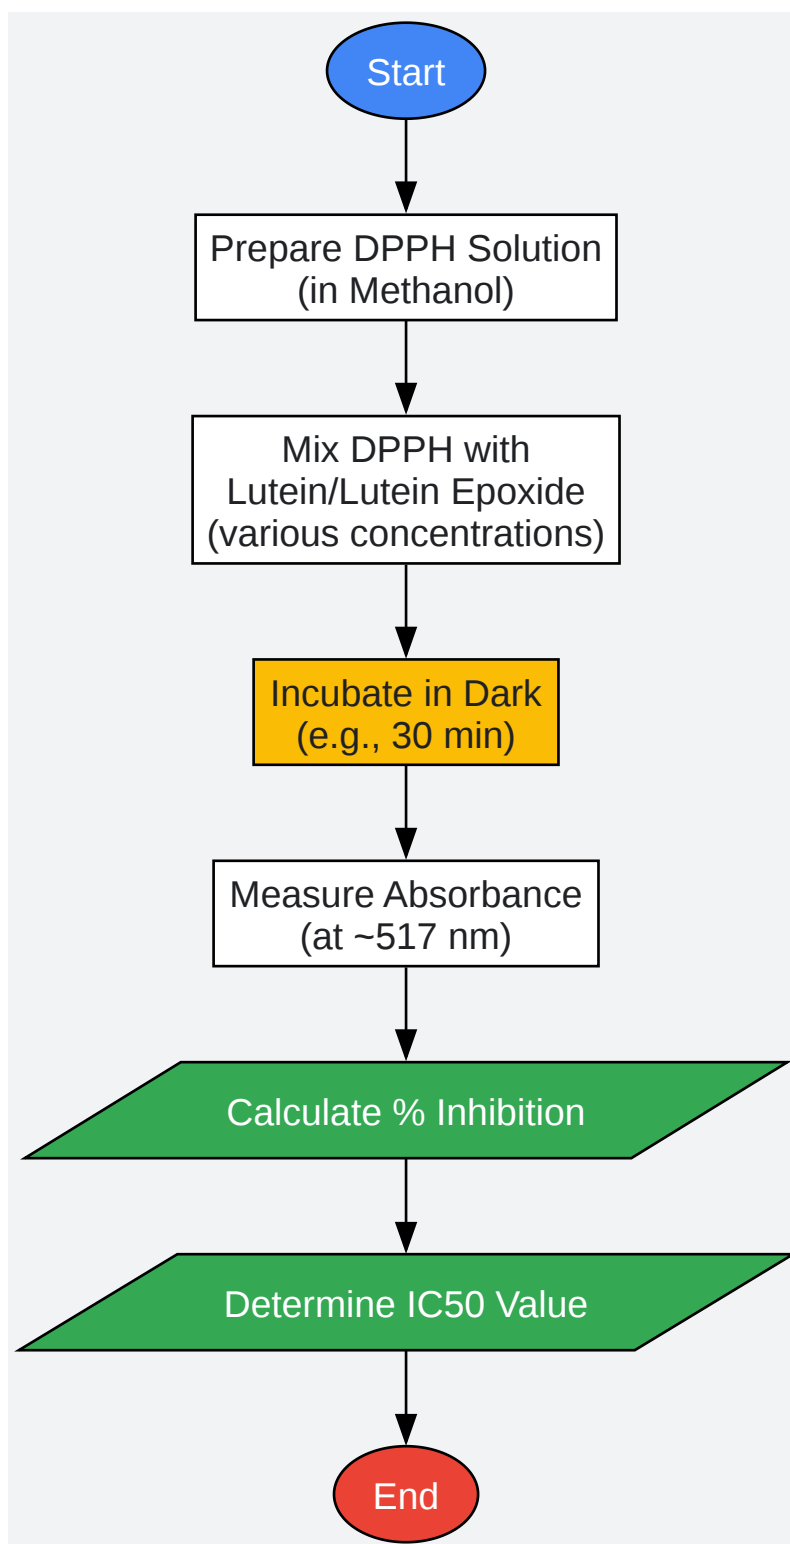 Start
Prepare DPPH Solution
(in Methanol)
Mix DPPH with
Lutein/Lutein Epoxide
(various concentrations)
Incubate in Dark
(e.g., 30 min)
Measure Absorbance
(at ~517 nm)
Calculate % Inhibition
Determine IC50 Value
End